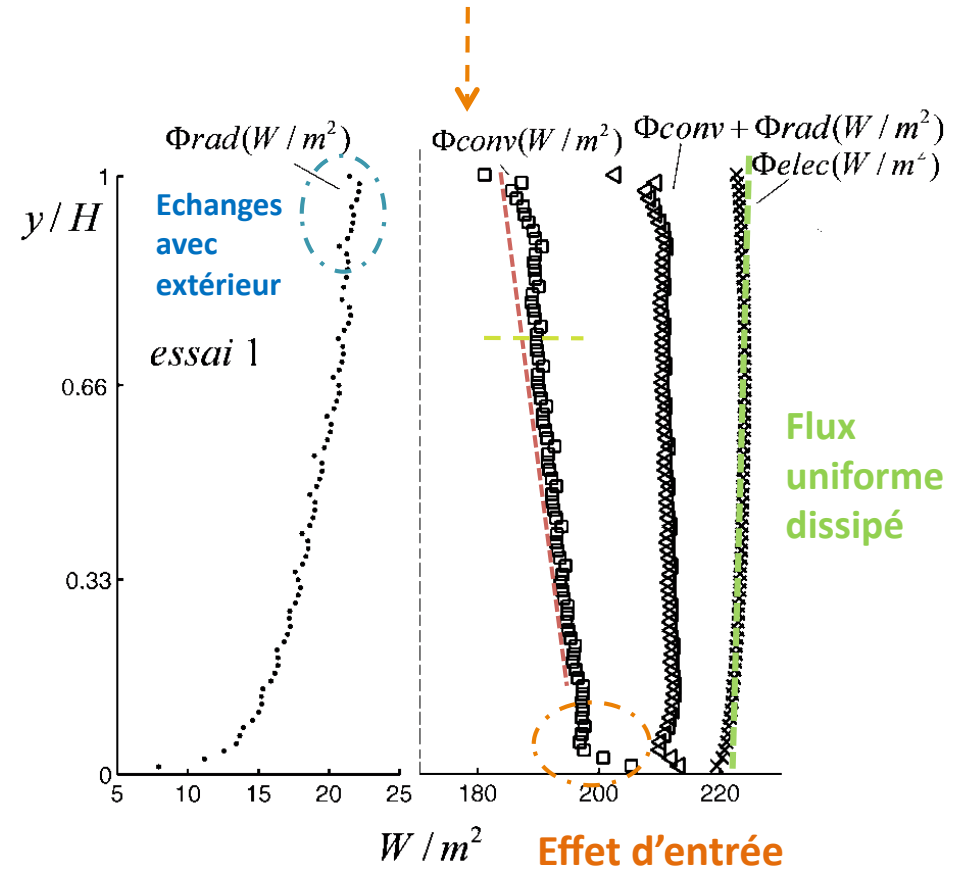 Φrad(W / m²)
Φconv(W / m²)
Φconv + Φrad(W / m²)
Φelec(W / m²)
1
y / H
Echanges
avec
extérieur
essai 1
0.66
Flux
uniforme
dissipé
0.33
0
5 10 15 20 25 180 200 220
W / m²
Effet d'entrée